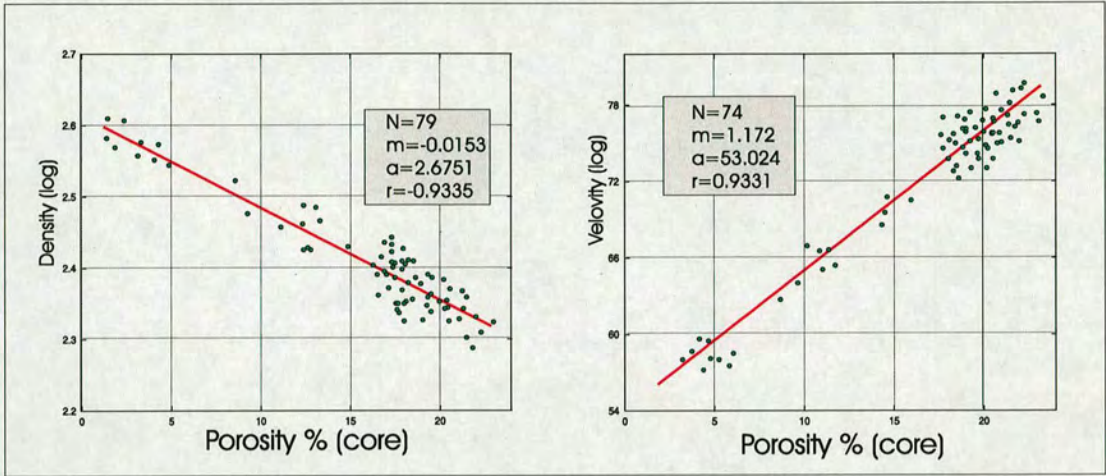 2.7
2.6
2.5
2.4
2.3
2.2
Density (log)
N=79
m=-0.0153
a=2.6751
r=-0.9335
0
5
10
15
20
Porosity % (core)
78
72
66
60
54
Velovity (log)
N=74
m=1.172
a=53.024
r=0.9331
0
5
10
15
20
Porosity % (core)